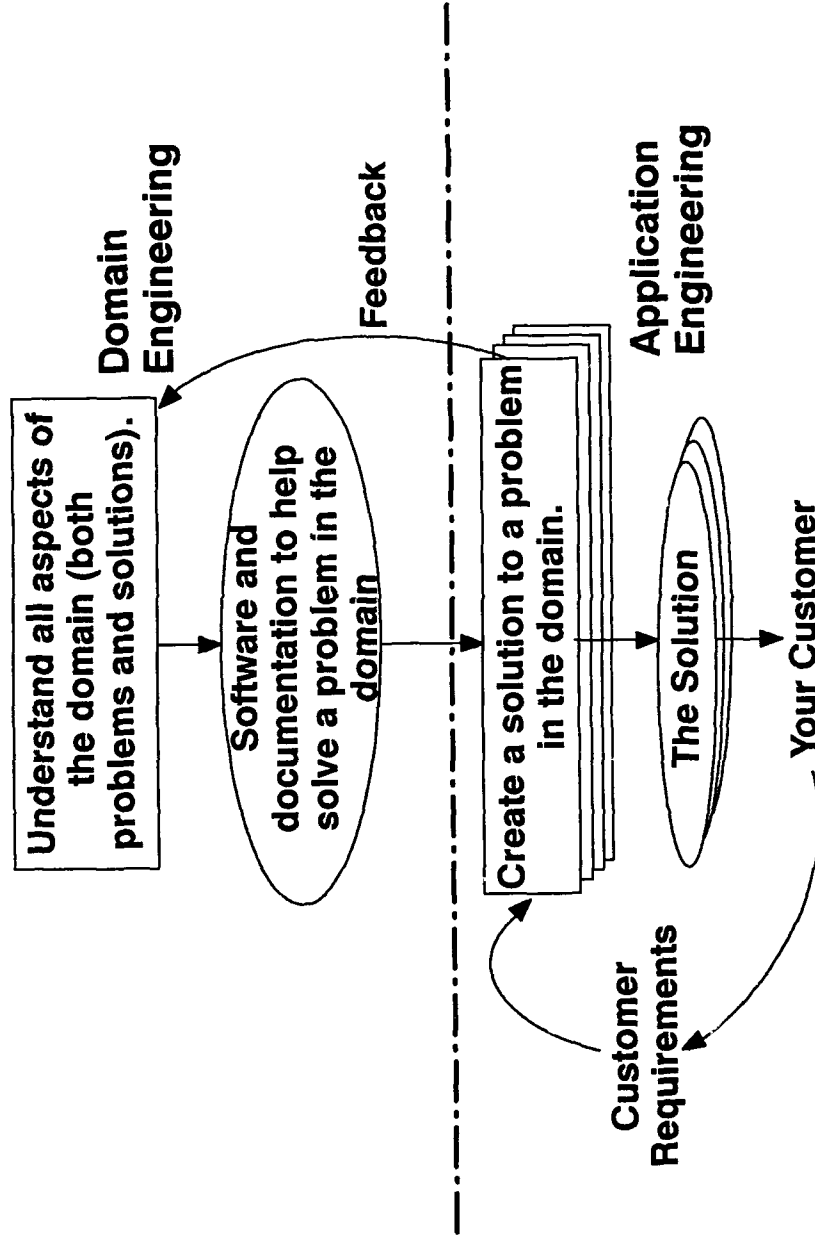 Understand all aspects of
the domain (both
problems and solutions).
Domain
Engineering
Software and
documentation to help
solve a problem in the
domain
Feedback
Create a solution to a problem
in the domain.
Application
Engineering
Customer
Requirements
The Solution
Your Customer